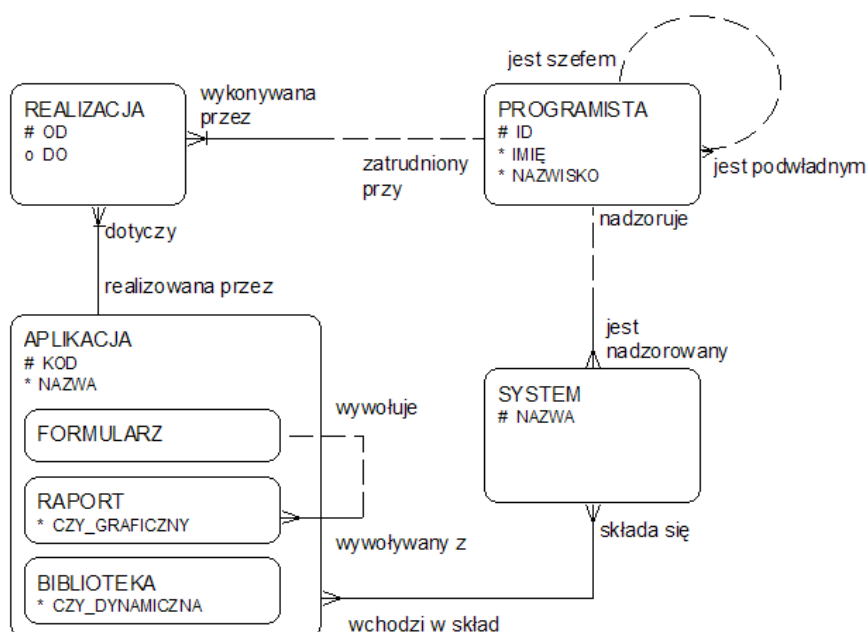 jest szefem
REALIZACJA
# OD
o DO
wykonywana
przez
PROGRAMISTA
# ID
* IMIĘ
* NAZWISKO
zatrudniony
przy
jest podwładnym
nadzoruje
dotyczy
realizowana przez
jest
nadzorowany
APLIKACJA
# KOD
* NAZWA
SYSTEM
# NAZWA
wywołuje
FORMULARZ
RAPORT
* CZY_GRAFICZNY
wywoływany z
składa się
BIBLIOTEKA
* CZY_DYNAMICZNA
wchodzi w skład